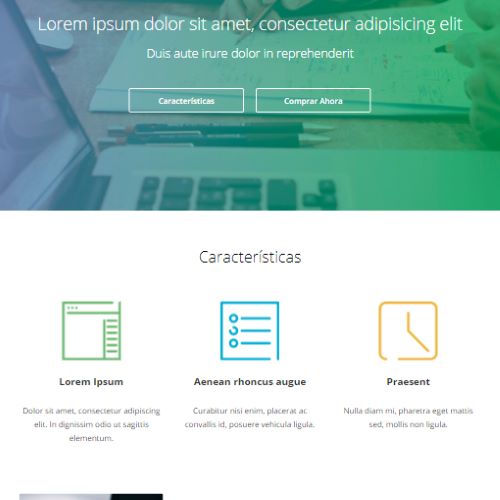 Lorem ipsum dolor sit amet, consectetur adipisicing elit
Duis aute irure dolor in reprehenderit
Características
Comprar Ahora
Características
Lorem Ipsum
Dolor sit amet, consectetur adipiscing
elit. In dignissim odio ut sagittis
elementum.
Aenean rhoncus augue
Curabitur nisi enim, placerat ac
convallis id, posuere vehicula ligula.
Praesent
Nulla diam mi, pharetra eget mattis
sed, mollis non ligula.